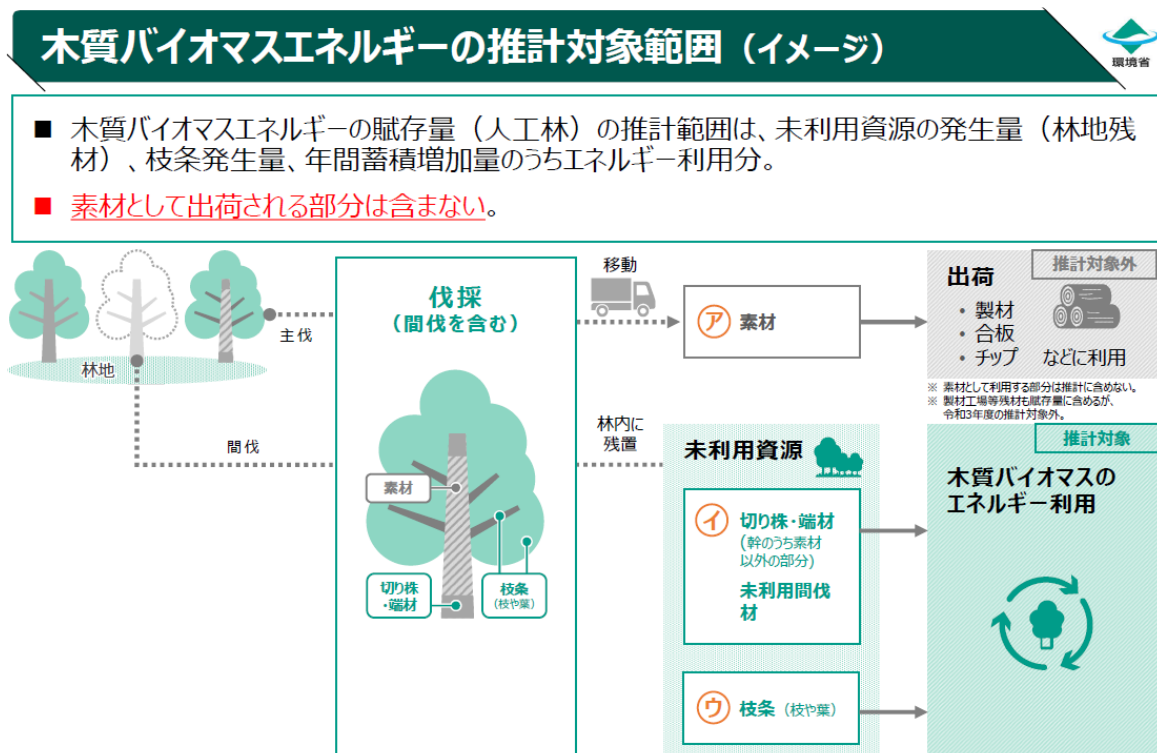 木質バイオマスエネルギーの推計対象範囲（イメージ）
環境省
■ 木質バイオマスエネルギーの賦存量（人工林）の推計範囲は、未利用資源の発生量（林地残
材）、枝条発生量、年間蓄積増加量のうちエネルギー利用分。
■ 素材として出荷される部分は含まない。
林地
主伐
間伐
伐採
（間伐を含む）
素材
切り株
・端材
枝条
（枝や葉）
移動
林内に
残置
ア 素材
未利用資源
イ 切り株・端材
（幹のうち素材
以外の部分）
未利用間伐
材
ウ 枝条（枝や葉）
推計対象外
出荷
・製材
・合板
・チップ などに利用
※ 素材として利用する部分は推計に含めない。
※ 製材工場等残材も賦存量に含めるが、
令和3年度の推計対象外。
推計対象
木質バイオマスの
エネルギー利用